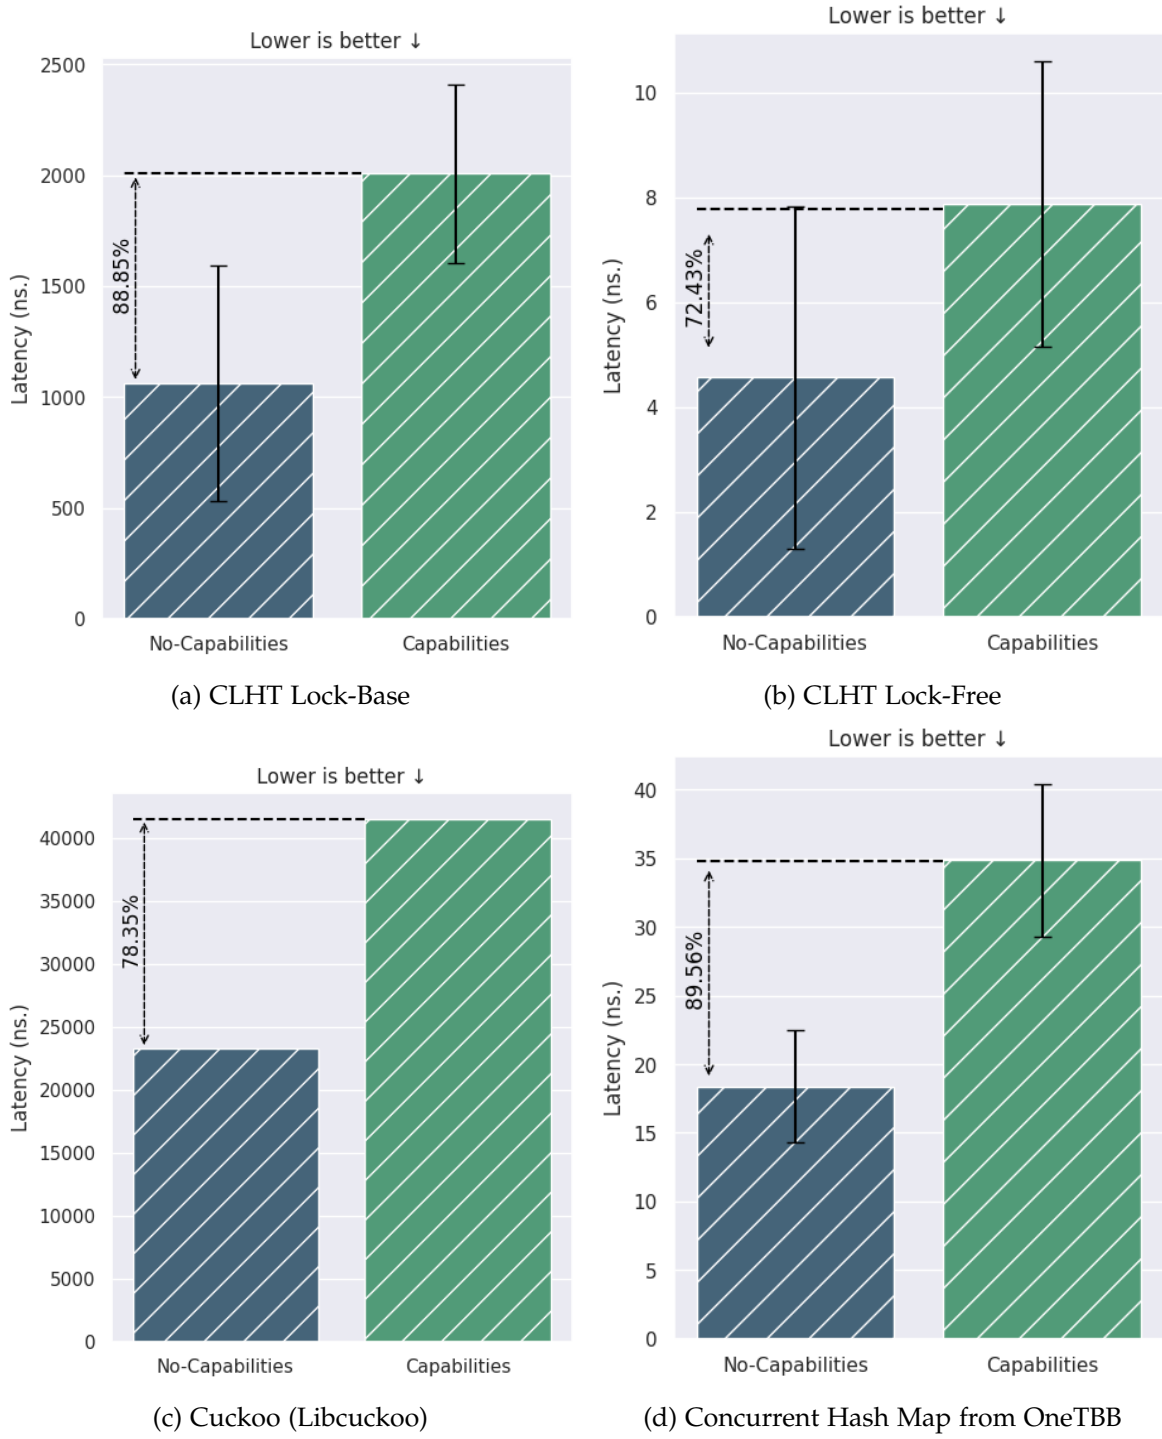 Lower is better ↓
2500
2000
1500
1000
500
0
Latency (ns.)
88.85%
No-Capabilities
Capabilities
(a) CLHT Lock-Base
Lower is better ↓
10
8
6
4
2
0
Latency (ns.)
72.43%
No-Capabilities
Capabilities
(b) CLHT Lock-Free
Lower is better ↓
40000
35000
30000
25000
20000
15000
10000
5000
0
Latency (ns.)
78.35%
No-Capabilities
Capabilities
(c) Cuckoo (Libcuckoo)
Lower is better ↓
40
35
30
25
20
15
10
5
0
Latency (ns.)
89.56%
No-Capabilities
Capabilities
(d) Concurrent Hash Map from OneTBB